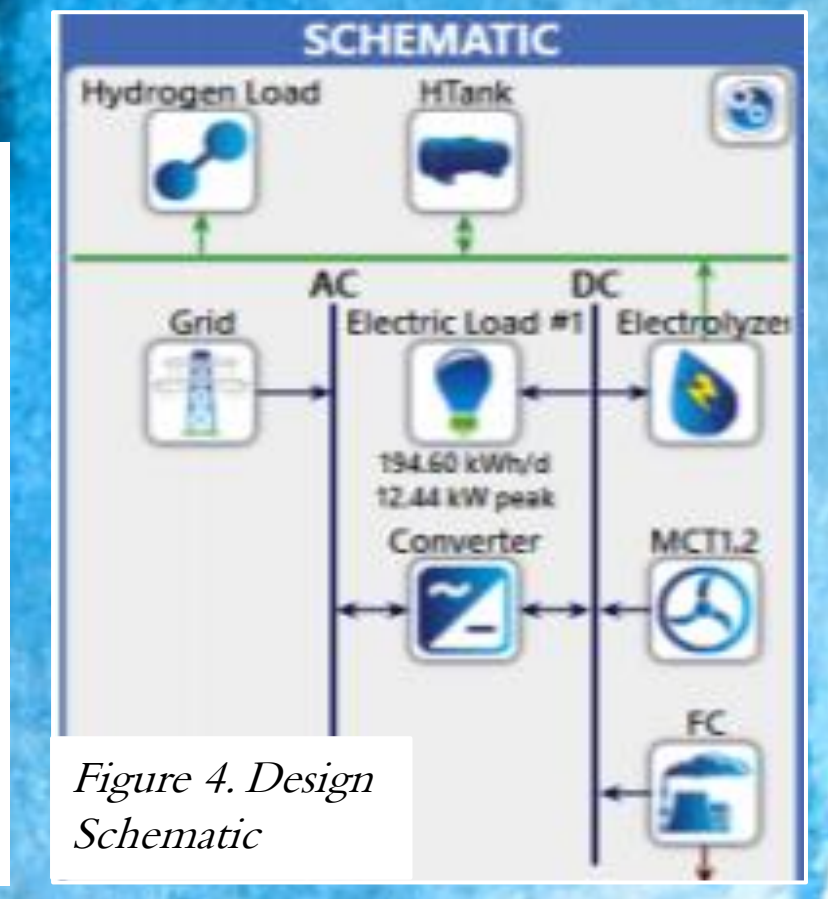 SCHEMATIC
Hydrogen Load HTank
AC DC
Grid Electric Load #1 Electrolyzer
194.60 kWh/d
12.44 kW peak
Converter MCT1.2
FC
Figure 4. Design
Schematic